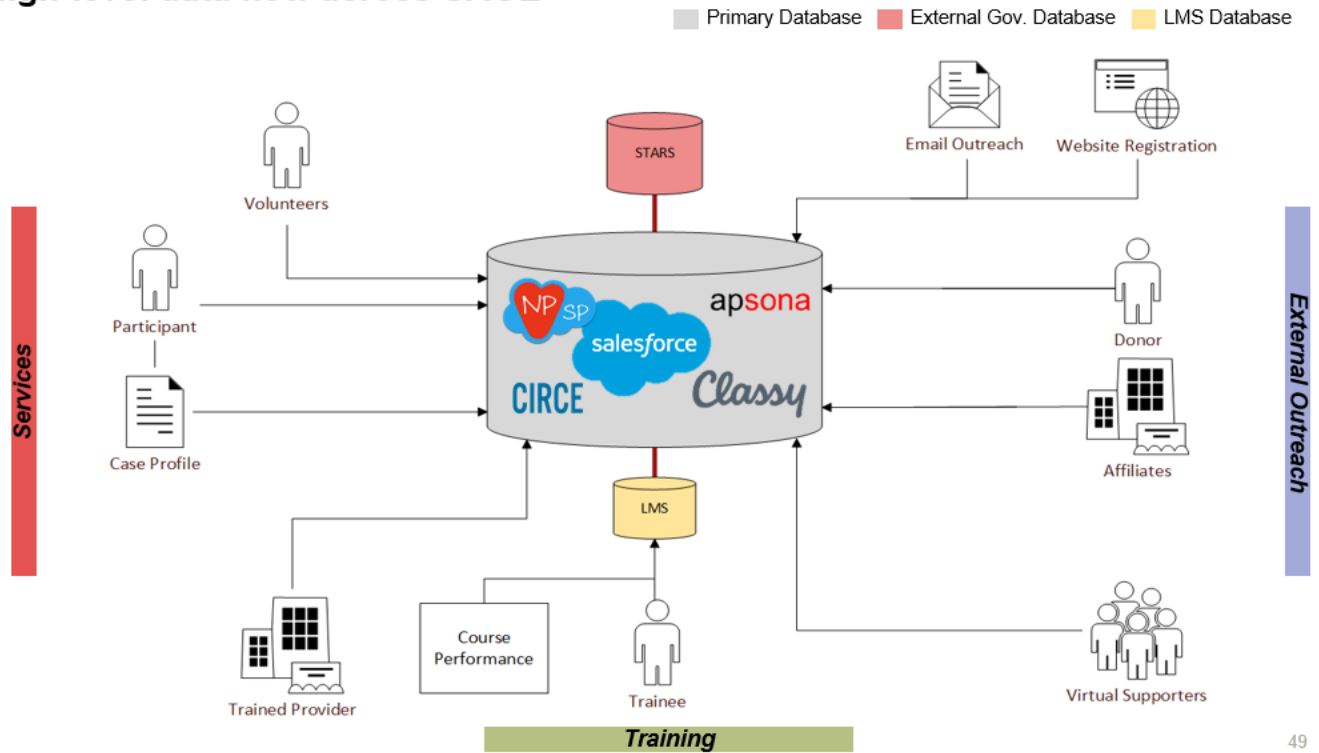 Primary Database
External Gov. Database
LMS Database
Volunteers
STARS
Email Outreach
Website Registration
Participant
NP SP
salesforce
apsona
CIRCE
Classy
Donor
Services
External Outreach
Case Profile
Affiliates
LMS
Course
Performance
Trained Provider
Trainee
Virtual Supporters
Training
49